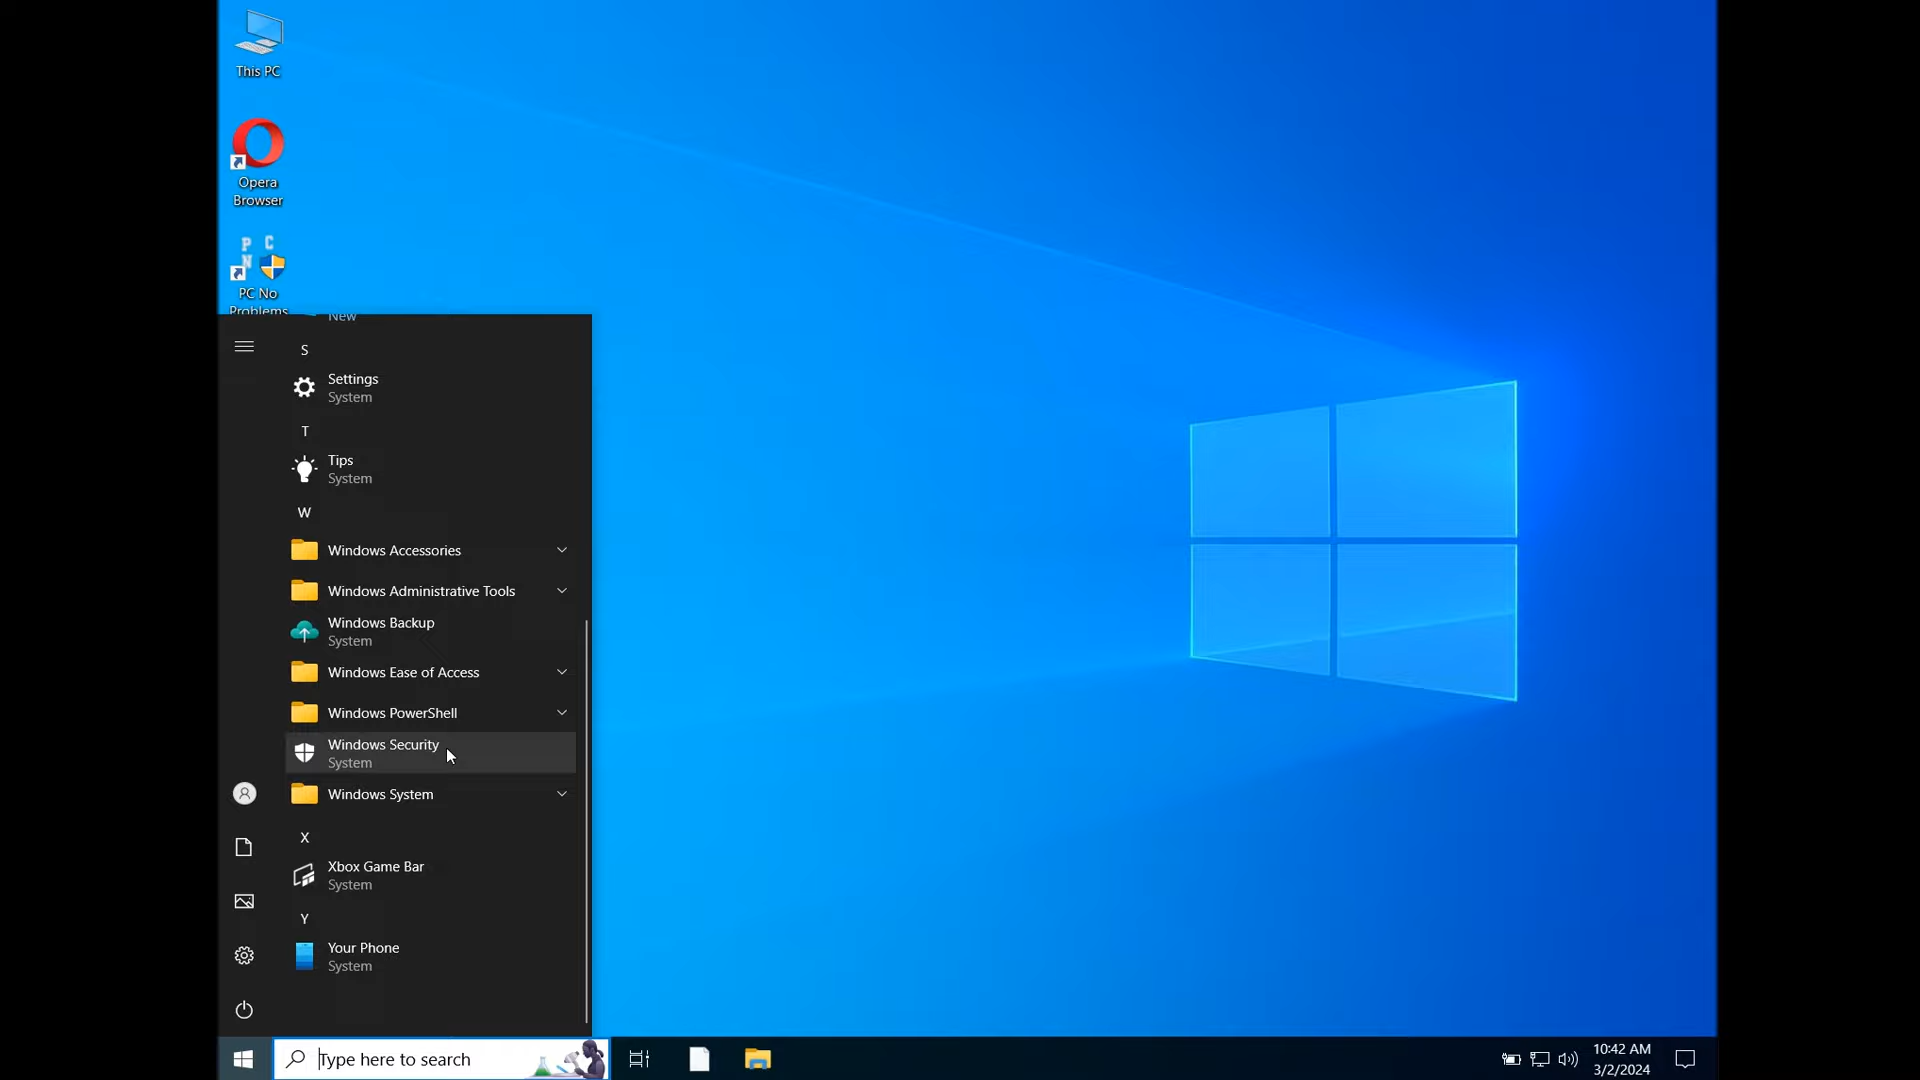 This PC
Opera
Browser
P C
N
PC No
Problems
New
S
Settings
System
T
Tips
System
W
Windows Accessories
Windows Administrative Tools
Windows Backup
System
Windows Ease of Access
Windows PowerShell
Windows Security
System
Windows System
X
Xbox Game Bar
System
Y
Your Phone
System
Type here to search
10:42 AM
3/2/2024